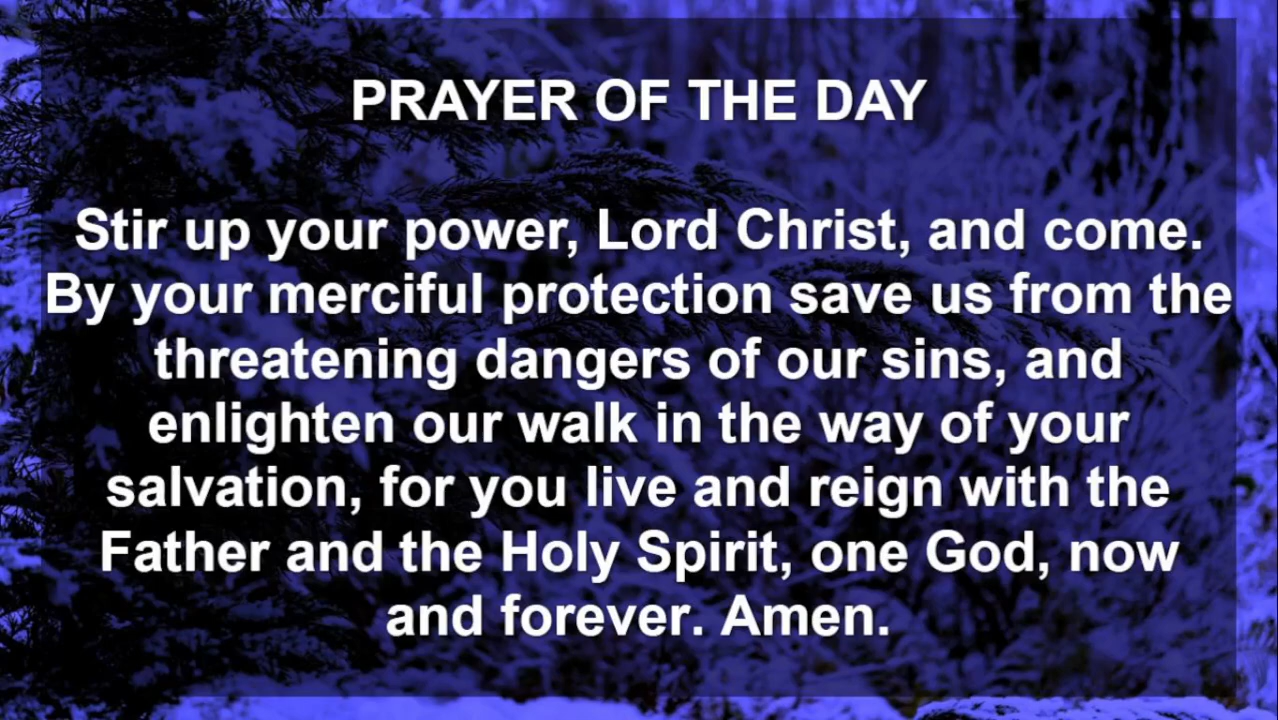 PRAYER OF THE DAY
Stir up your power, Lord Christ, and come.
By your merciful protection save us from the
threatening dangers of our sins, and
enlighten our walk in the way of your
salvation, for you live and reign with the
Father and the Holy Spirit, one God, now
and forever. Amen.